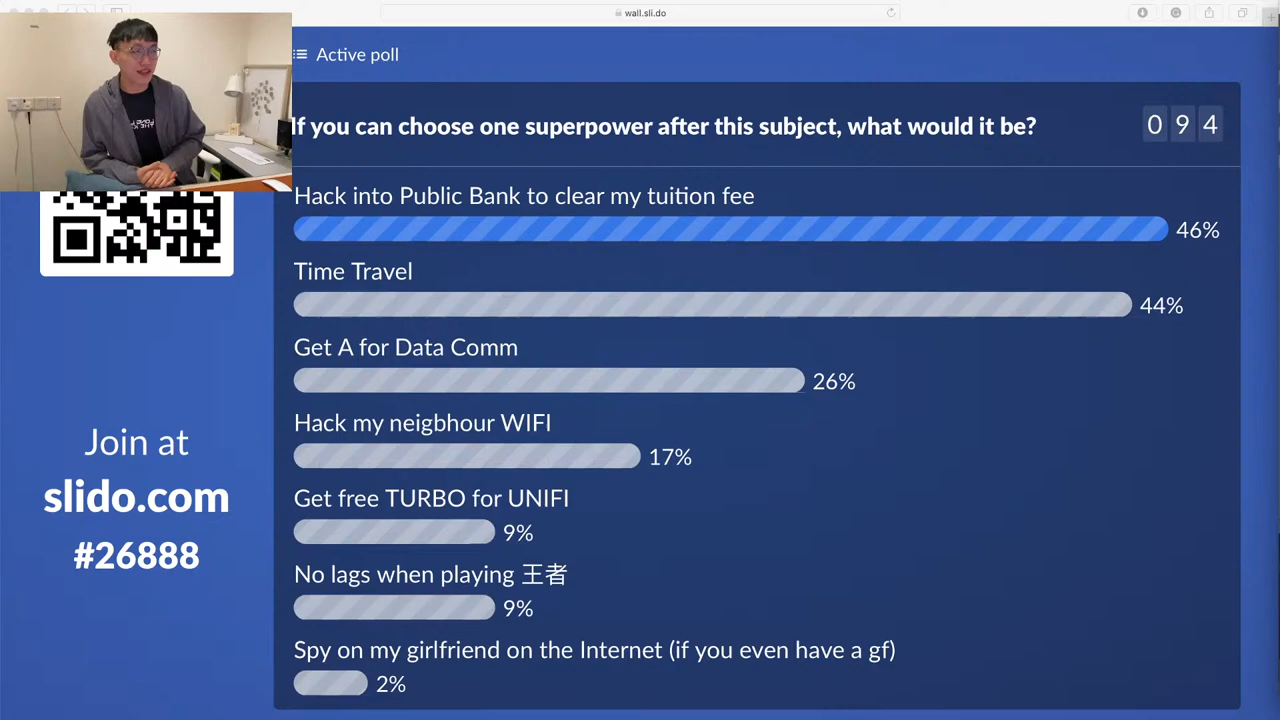 wall.sli.do
Active poll
If you can choose one superpower after this subject, what would it be?
094
Hack into Public Bank to clear my tuition fee
46%
Time Travel
44%
Get A for Data Comm
26%
Hack my neigbhour WIFI
17%
Get free TURBO for UNIFI
9%
No lags when playing 王者
9%
Spy on my girlfriend on the Internet (if you even have a gf)
2%
Join at
slido.com
#26888